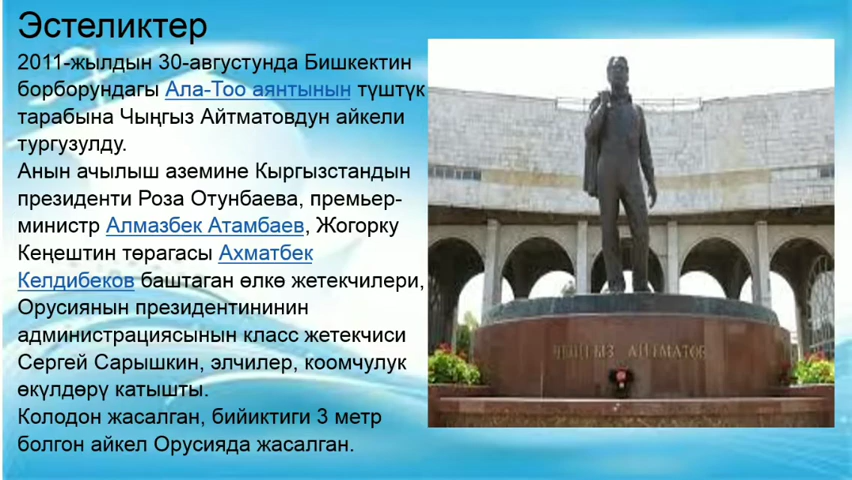 Эстеликтер
2011-жылдын 30-августунда Бишкектин
борборундагы Ала-Тоо аянтынын түштүк
тарабына Чыңгыз Айтматовдун айкели
тургузулду.
Анын ачылыш аземине Кыргызстандын
президенти Роза Отунбаева, премьер-
министр Алмазбек Атамбаев, Жогорку
Кеңештин төрагасы Ахматбек
Келдибеков баштаган өлкө жетекчилери,
Орусиянын президентининин
администрациясынын класс жетекчиси
Сергей Сарышкин, элчилер, коомчулук
өкүлдөрү катышты.
Колодон жасалган, бийиктиги 3 метр
болгон айкел Орусияда жасалган.
ЧЫҢГЫЗ АЙТМАТОВ